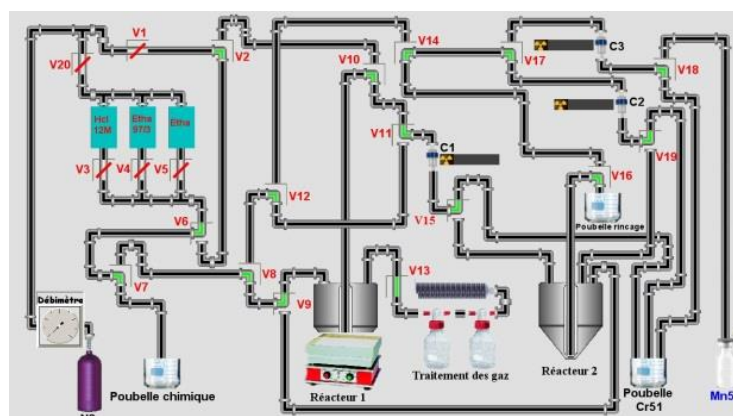 V1
V20
V2
V10
V14
V17
C3
V18
C2
Hcl
12M
Etha
97/3
Etha
V3
V4
V5
V11
C1
V19
V12
V16
V15
Poubelle rincage
V6
V7
V8
V9
V13
Débimètre
Poubelle chimique
Réacteur 1
Traitement des gaz
Réacteur 2
Poubelle
Cr51